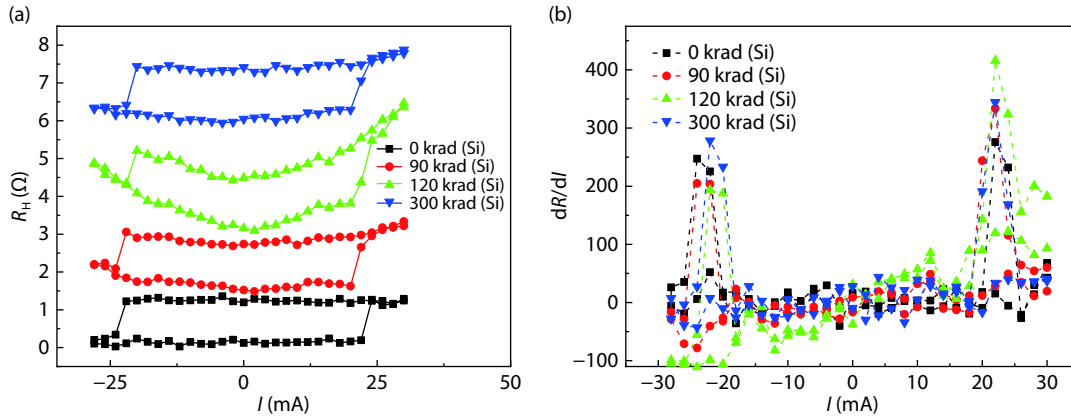 (a)
8
7
6
5
4
3
2
1
0
R_H (Ω)
0 krad (Si)
90 krad (Si)
120 krad (Si)
300 krad (Si)
−25
0
25
50
I (mA)
(b)
400
300
200
100
0
−100
dR/dI
0 krad (Si)
90 krad (Si)
120 krad (Si)
300 krad (Si)
−30
−20
−10
0
10
20
30
I (mA)